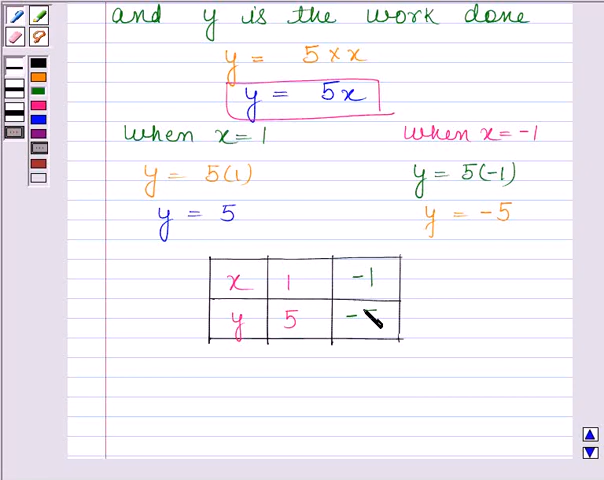 and y is the work done
y = 5 × x
y = 5x
when x = 1
when x = -1
y = 5(1)
y = 5(-1)
y = 5
y = -5
x 1 -1
y 5 -5